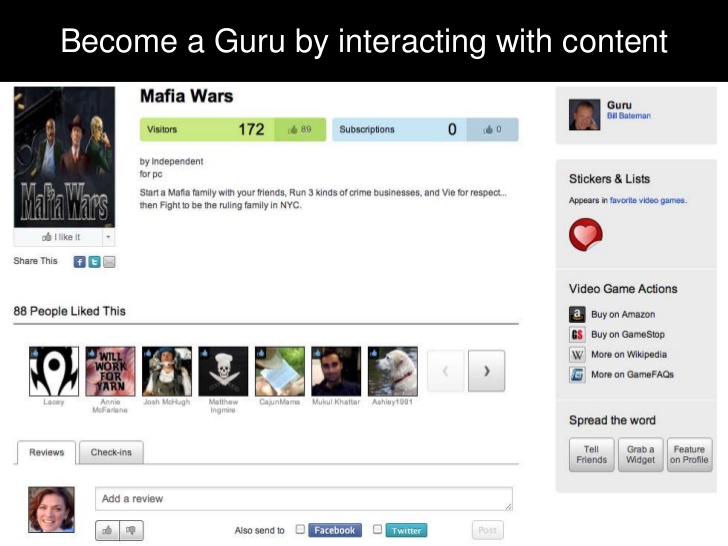 Become a Guru by interacting with content
Mafia Wars
Mafia Wars
Visitors 172 89
Subscriptions 0 0
by Independent
for pc
Start a Mafia family with your friends, Run 3 kinds of crime businesses, and Vie for respect...
then Fight to be the ruling family in NYC.
I like it
Share This
88 People Liked This
Lacey
Annie
McFarlane
WILL
WORK
FOR
YARN
Josh McHugh
Matthew
Ingmire
CajunMama
Mukul Khattar
Ashley1991
Reviews
Check-ins
Add a review
Also send to
Facebook
Twitter
Post
Guru
Bill Bateman
Stickers & Lists
Appears in favorite video games.
Video Game Actions
Buy on Amazon
GS
Buy on GameStop
W
More on Wikipedia
More on GameFAQs
Spread the word
Tell
Friends
Grab a
Widget
Feature
on Profile